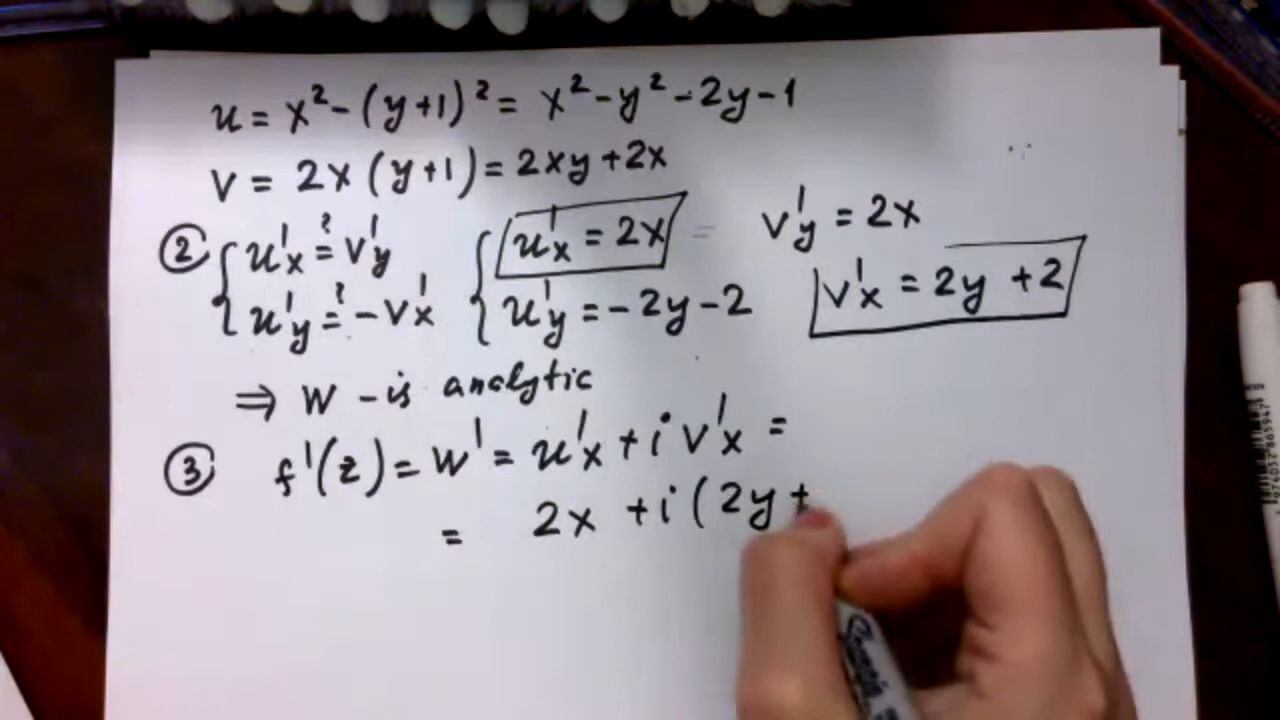 u = x² - (y+1)² = x² - y² - 2y - 1
v = 2x (y+1) = 2xy + 2x
② { u'x ?= v'y { u'x = 2x = v'y = 2x
u'y ?= -v'x u'y = -2y - 2 v'x = 2y + 2
⇒ w - is analytic
③ f'(z) = w' = u'x + i v'x =
= 2x + i (2y +